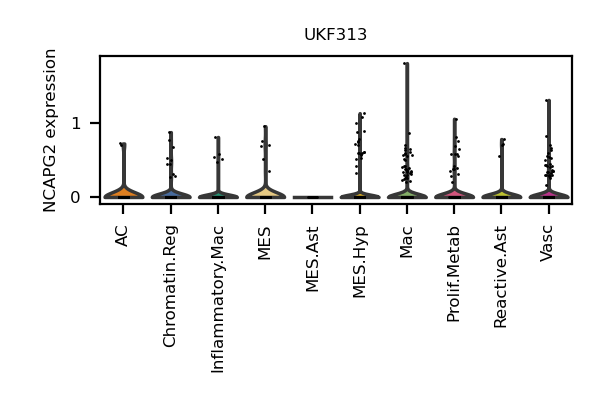 UKF313
NCAPG2 expression
1
0
AC
Chromatin.Reg
Inflammatory.Mac
MES
MES.Ast
MES.Hyp
Mac
Prolif.Metab
Reactive.Ast
Vasc